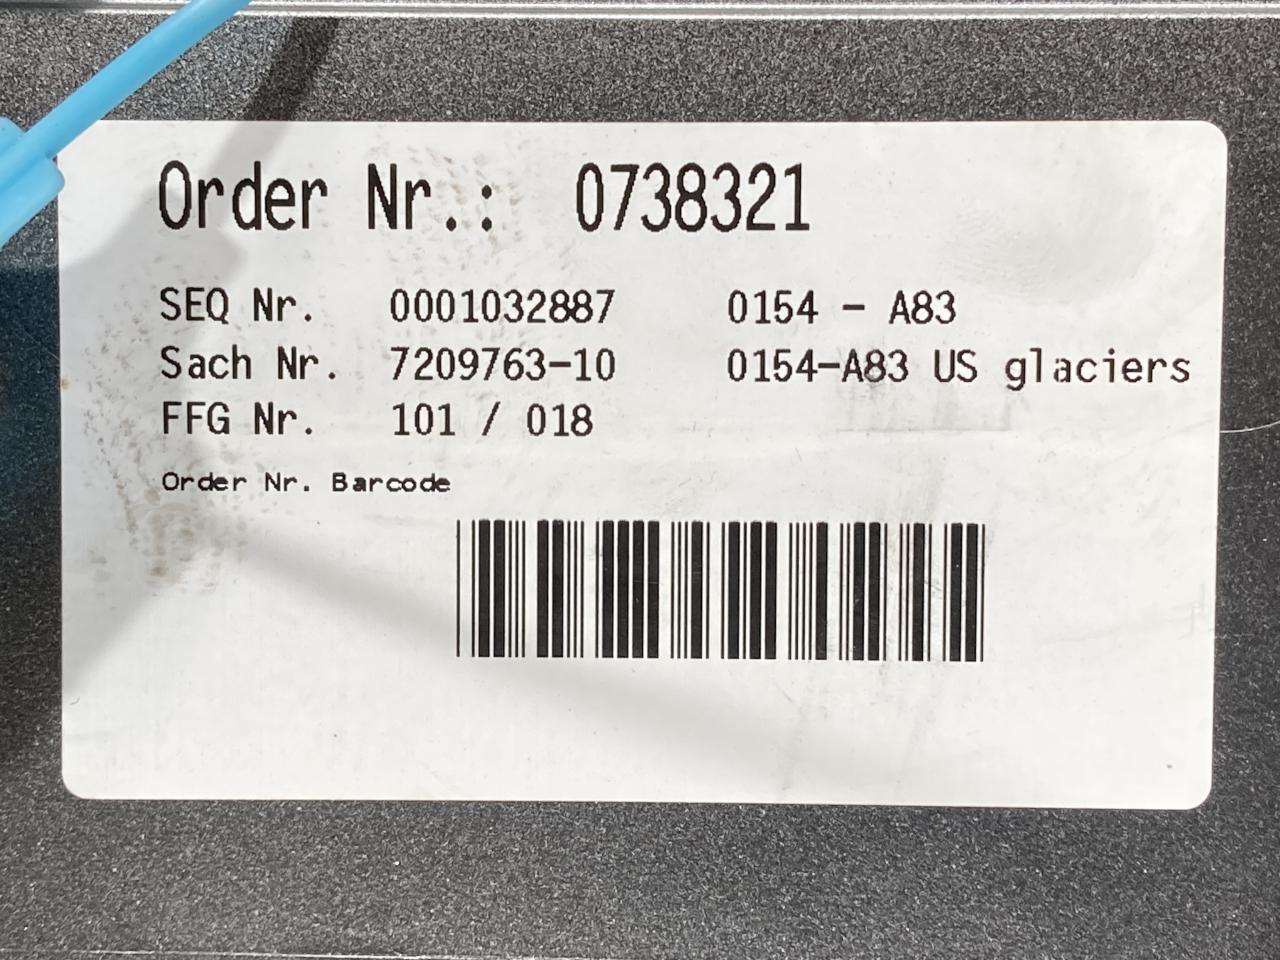 Order Nr.: 0738321
SEQ Nr. 0001032887 0154 - A83
Sach Nr. 7209763-10 0154-A83 US glaciers
FFG Nr. 101 / 018
Order Nr. Barcode